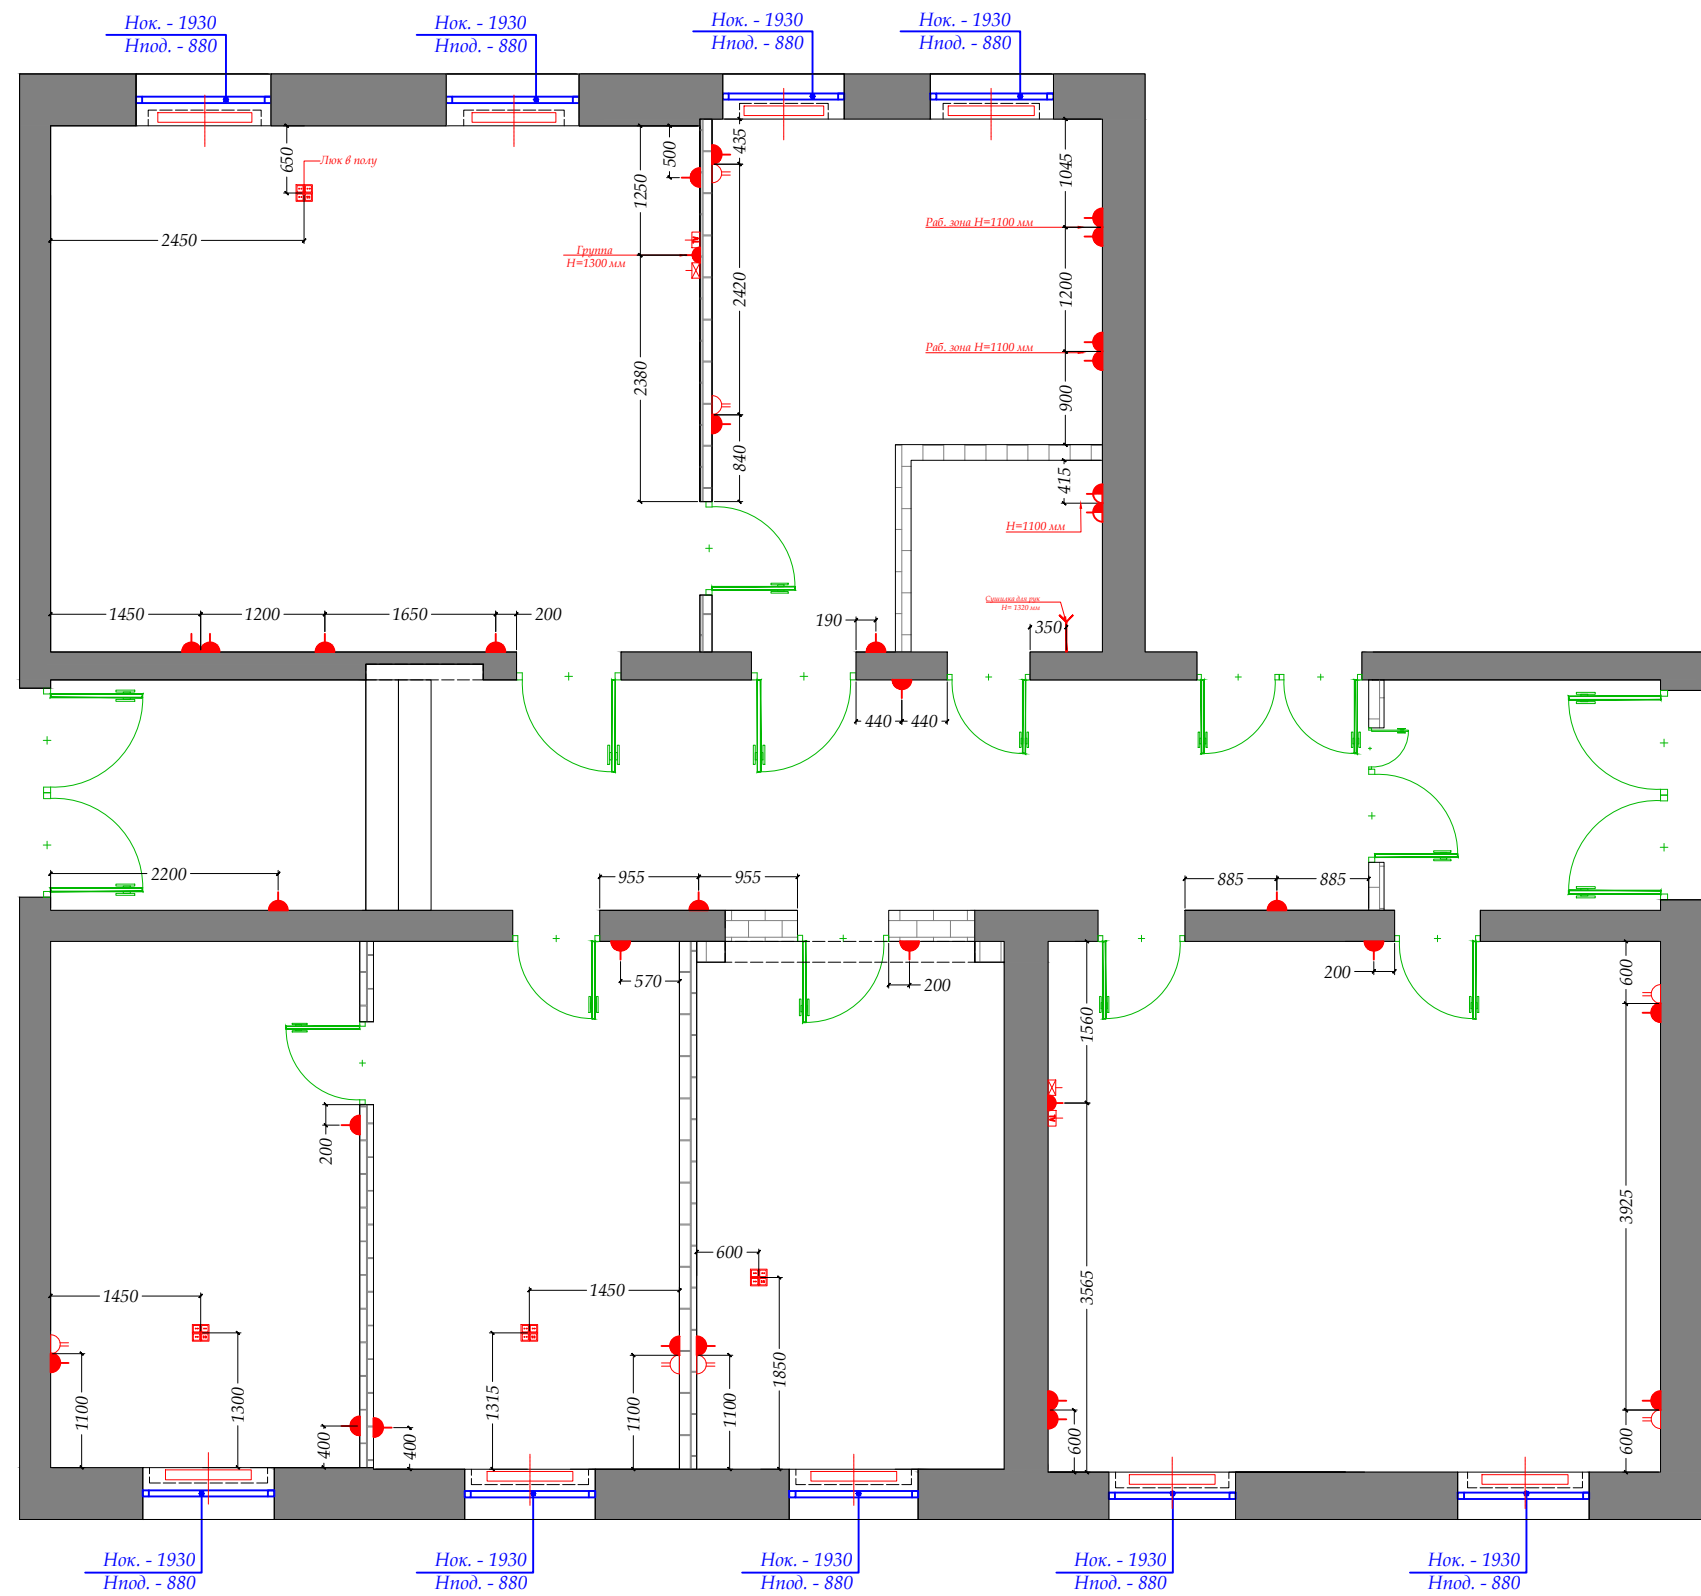 Нок. - 1930
Нпод. - 880
Нок. - 1930
Нпод. - 880
Нок. - 1930
Нпод. - 880
Нок. - 1930
Нпод. - 880
650
Люк в полу
2450
500
1250
435
1045
Группа
Н=1300 мм
Раб. зона Н=1100 мм
2420
1200
2380
Раб. зона Н=1100 мм
900
840
415
Н=1100 мм
Сушилка для рук
Н= 1320 мм
1450
1200
1650
200
190
350
440
440
2200
955
955
885
885
570
200
200
600
1560
200
3925
600
3565
1450
1450
1850
1100
1300
1315
1100
1100
400
400
600
600
Нок. - 1930
Нпод. - 880
Нок. - 1930
Нпод. - 880
Нок. - 1930
Нпод. - 880
Нок. - 1930
Нпод. - 880
Нок. - 1930
Нпод. - 880